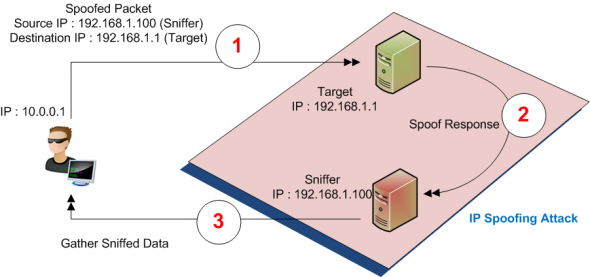 Spoofed Packet
Source IP : 192.168.1.100 (Sniffer)
Destination IP : 192.168.1.1 (Target)
1
Target
IP : 192.168.1.1
IP : 10.0.0.1
2
Spoof Response
Sniffer
IP : 192.168.1.100
3
IP Spoofing Attack
Gather Sniffed Data